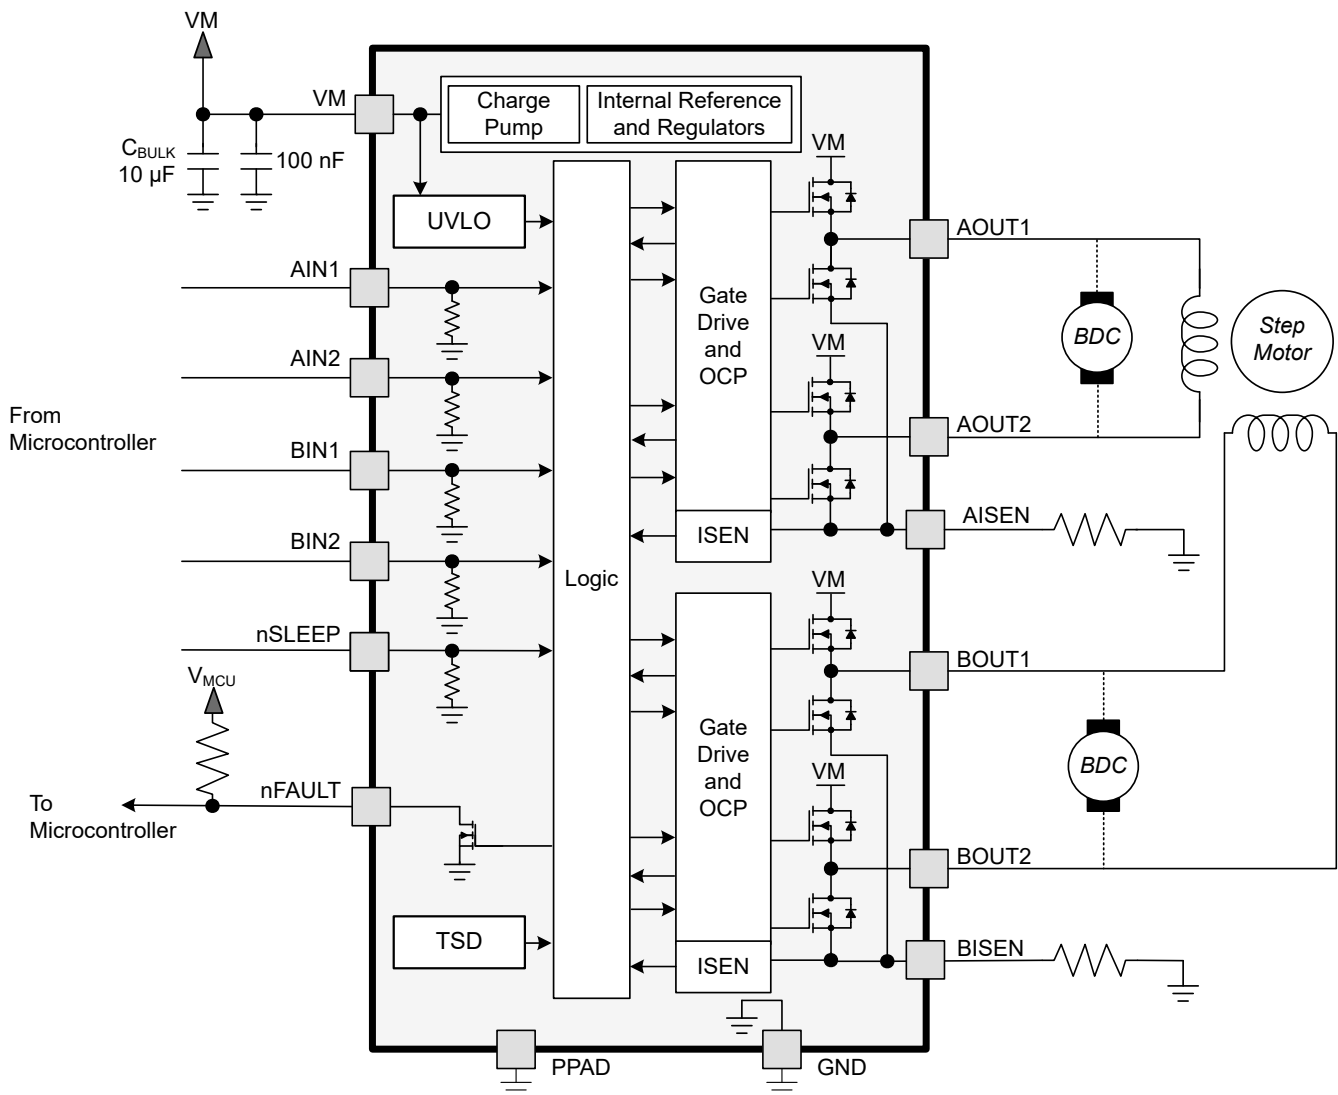 VM
VM
C_BULK
10 µF
100 nF
Charge
Pump
Internal Reference
and Regulators
UVLO
AIN1
AIN2
BIN1
BIN2
nSLEEP
From
Microcontroller
V_MCU
nFAULT
To
Microcontroller
TSD
Logic
Gate
Drive
and
OCP
ISEN
VM
VM
AOUT1
AOUT2
AISEN
BDC
Step
Motor
Gate
Drive
and
OCP
ISEN
VM
VM
BOUT1
BOUT2
BISEN
BDC
PPAD
GND